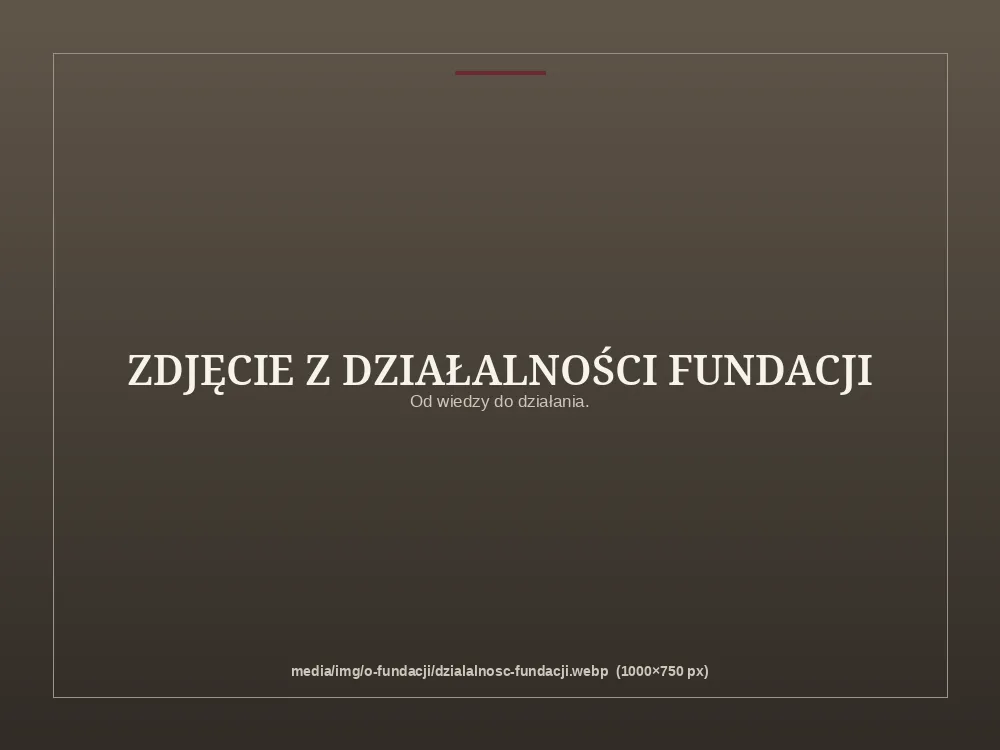 ZDJĘCIE Z DZIAŁALNOŚCI FUNDACJI
Od wiedzy do działania.
media/img/o-fundacji/dzialalnosc-fundacji.webp (1000×750 px)